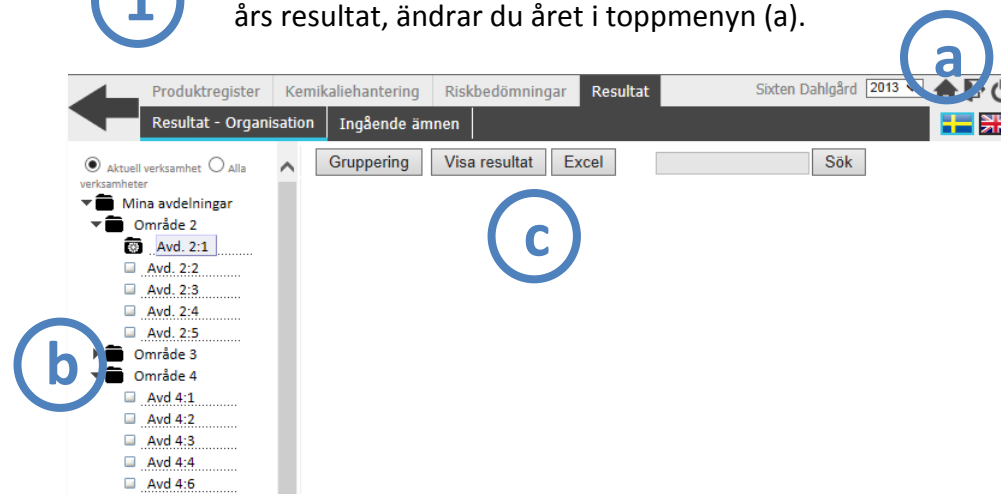 1
års resultat, ändrar du året i toppmenyn (a).
a
Produktregister Kemikaliehantering Riskbedömningar Resultat Sixten Dahlgård 2013
Resultat - Organisation Ingående ämnen
Aktuell verksamhet Alla verksamheter
Gruppering Visa resultat Excel Sök
c
Mina avdelningar
Område 2
Avd. 2:1
Avd. 2:2
Avd. 2:3
Avd. 2:4
Avd. 2:5
b
Område 3
Område 4
Avd 4:1
Avd 4:2
Avd 4:3
Avd 4:4
Avd 4:6